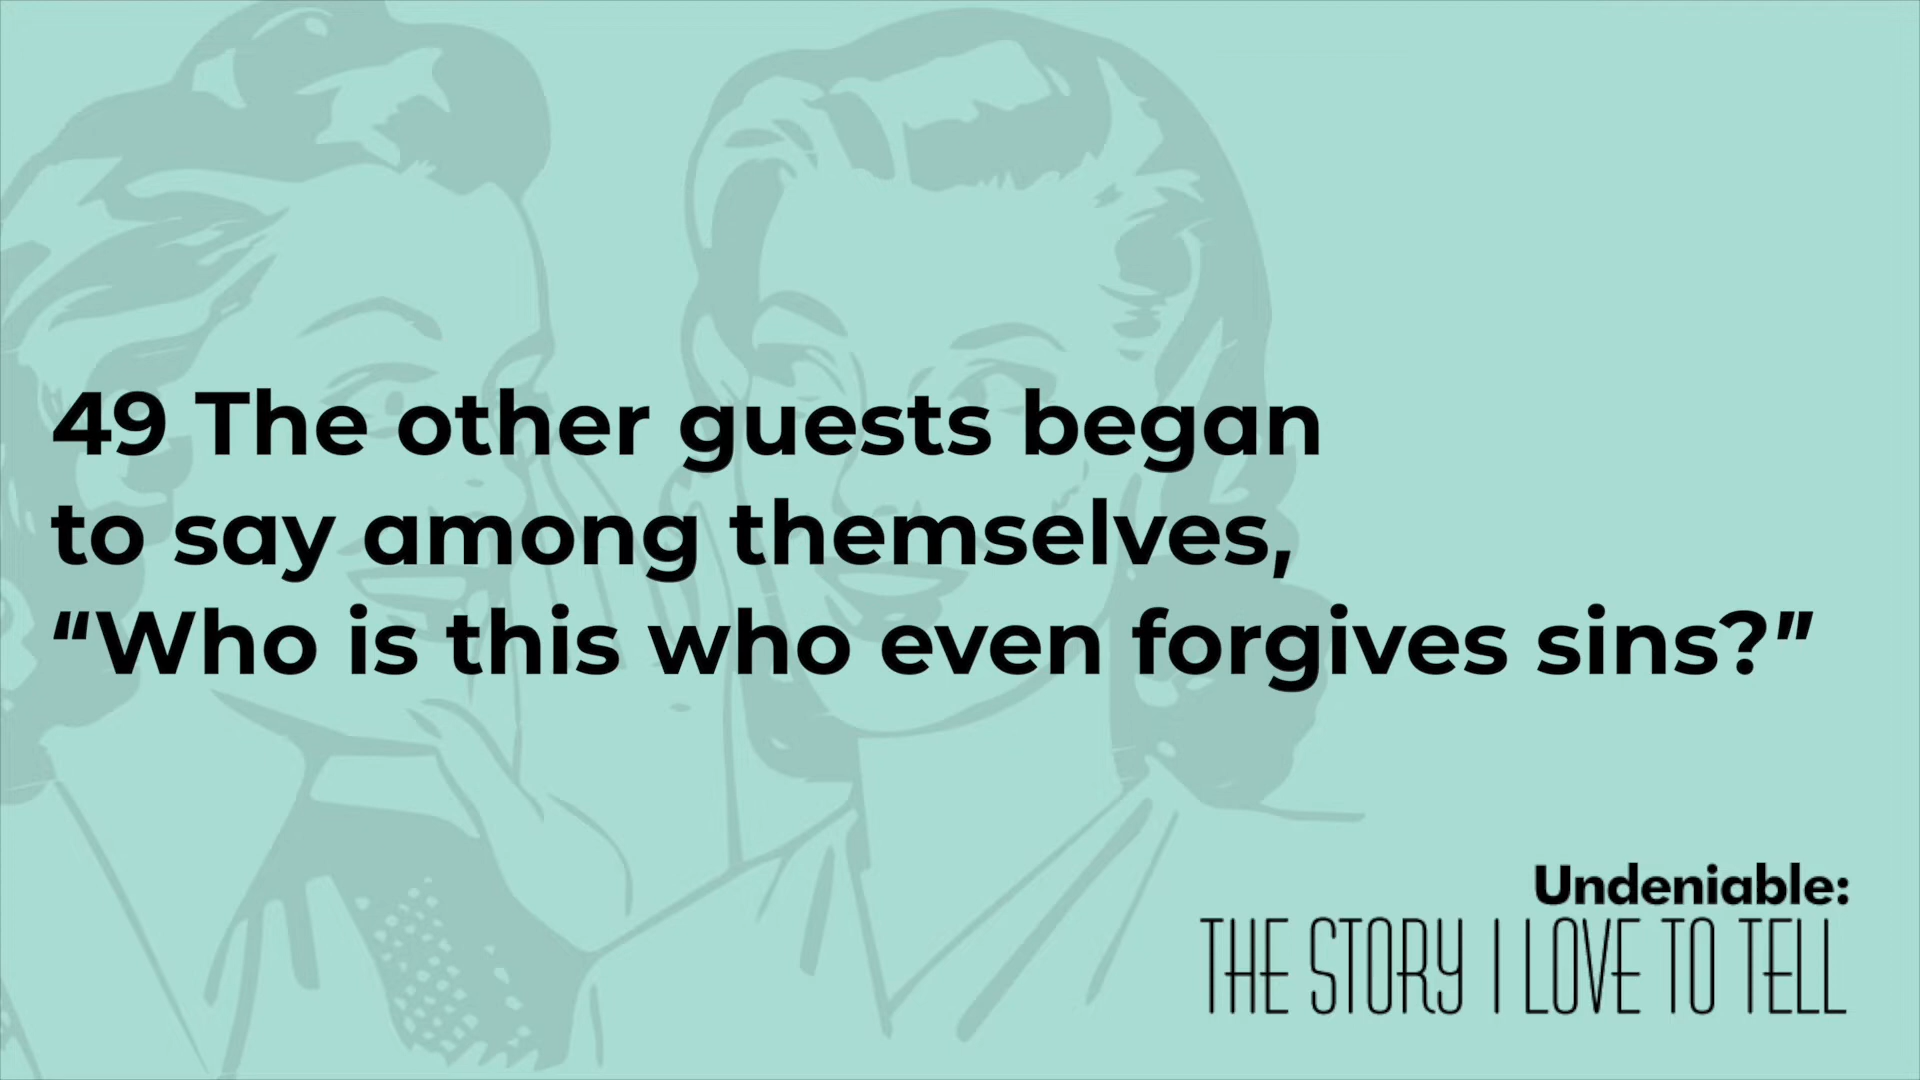 49 The other guests began
to say among themselves,
“Who is this who even forgives sins?”
Undeniable:
THE STORY I LOVE TO TELL